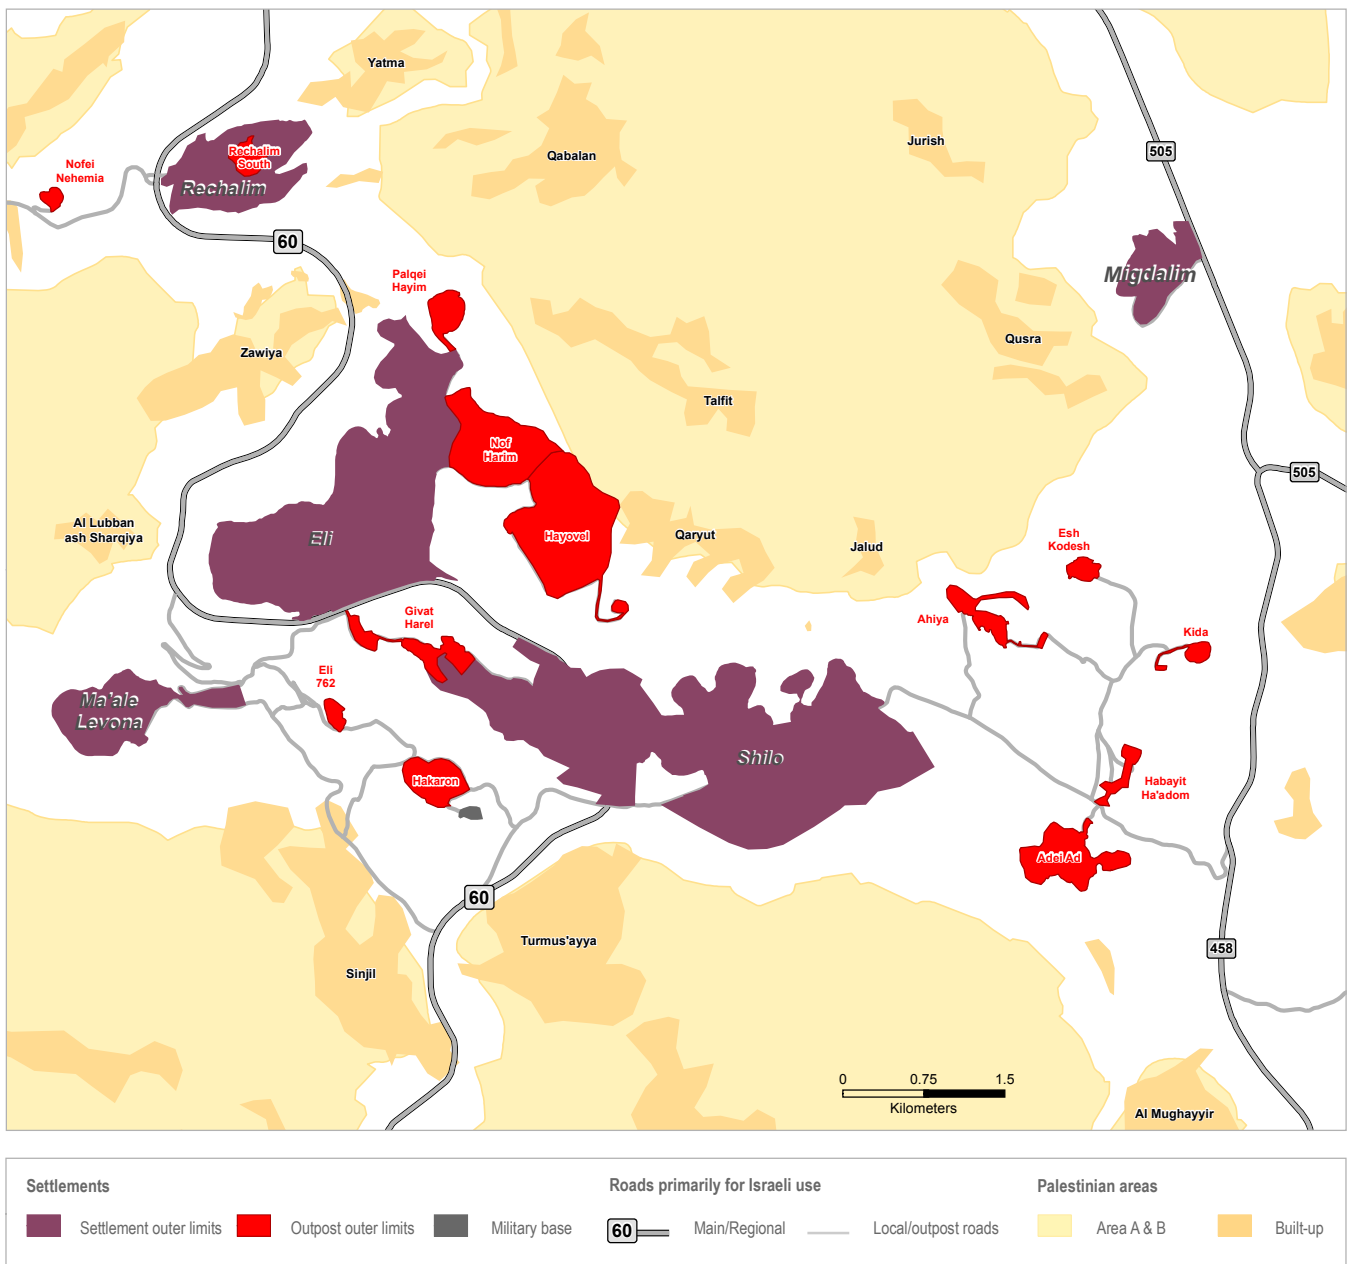 Yatma
Qabalan
Jurish
505
Rechalim
South
Nofei
Nehemia
Rechalim
60
Migdalim
Palqei
Hayim
Zawiya
Qusra
Talfit
Nof
Harim
505
Al Lubban
ash Sharqiya
Eli
Hayovel
Qaryut
Jalud
Esh
Kodesh
Givat
Harel
Ahiya
Kida
Eli
762
Ma'ale
Levona
Shilo
Hakaron
Habayit
Ha'adom
Adei Ad
60
Turmus'ayya
458
Sinjil
0 0.75 1.5
Kilometers
Al Mughayyir
Settlements
Roads primarily for Israeli use
Palestinian areas
Settlement outer limits
Outpost outer limits
Military base
60
Main/Regional
Local/outpost roads
Area A & B
Built-up